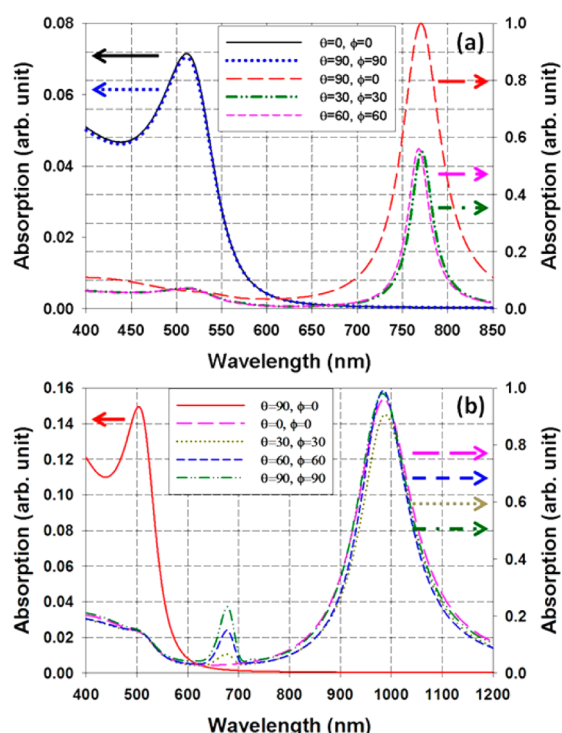 0.08
1.0
(a)
θ=0, ϕ=0
θ=90, ϕ=90
θ=90, ϕ=0
θ=30, ϕ=30
θ=60, ϕ=60
0.06
0.8
0.04
0.6
0.4
0.02
0.2
0.00
0.0
Absorption (arb. unit)
Absorption (arb. unit)
400 450 500 550 600 650 700 750 800 850
Wavelength (nm)
0.16
1.0
(b)
θ=90, ϕ=0
θ=0, ϕ=0
θ=30, ϕ=30
θ=60, ϕ=60
θ=90, ϕ=90
0.14
0.12
0.8
0.10
0.6
0.08
0.06
0.4
0.04
0.2
0.02
0.00
0.0
Absorption (arb. unit)
Absorption (arb. unit)
400 500 600 700 800 900 1000 1100 1200
Wavelength (nm)